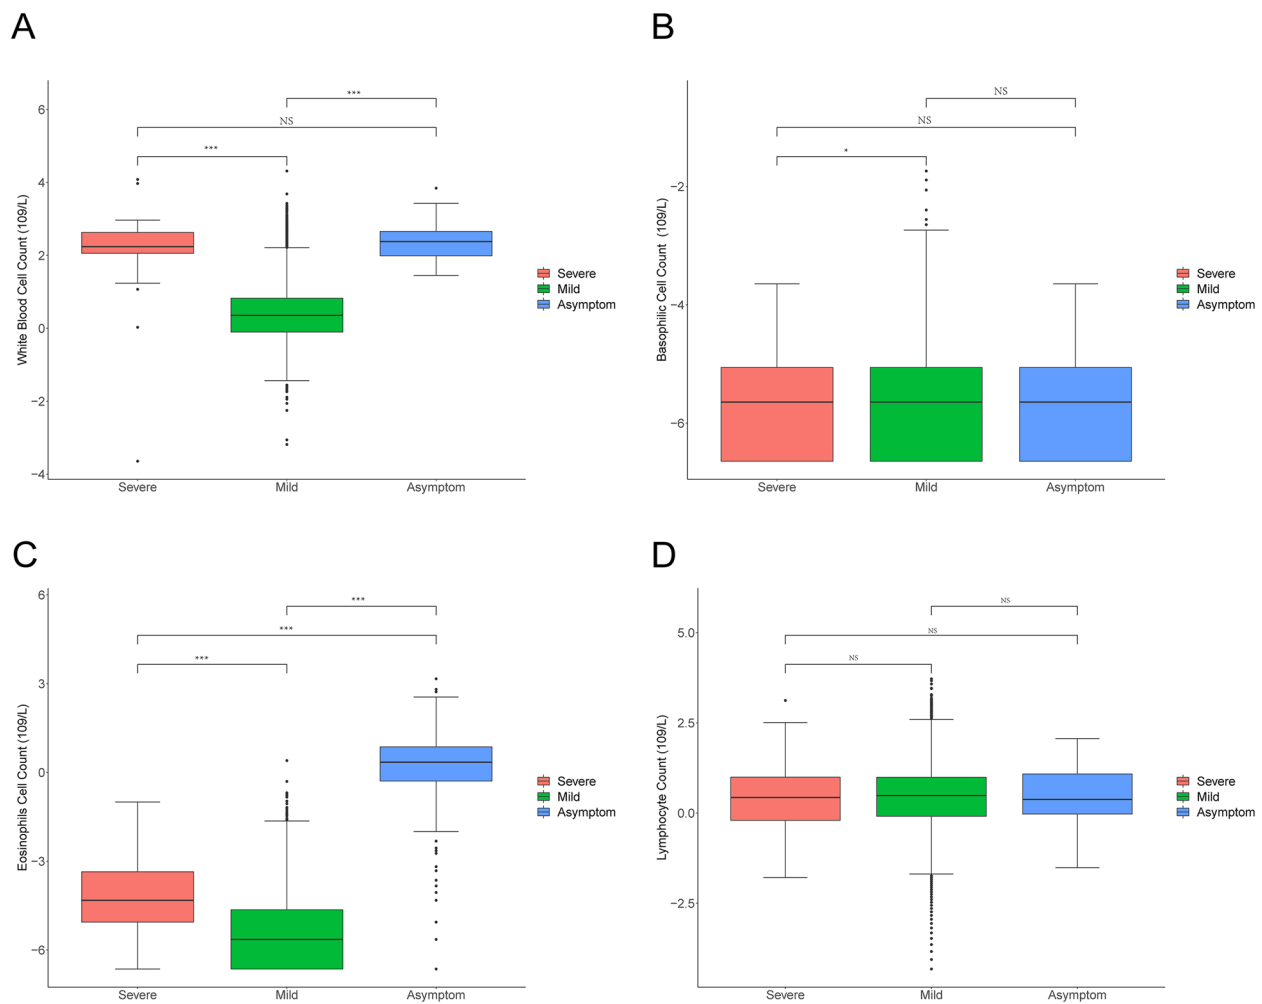 A
White Blood Cell Count (109/L)
6
4
2
0
−2
−4
***
NS
***
Severe
Mild
Asymptom
Severe
Mild
Asymptom
B
Basophilic Cell Count (109/L)
−2
−4
−6
NS
NS
*
Severe
Mild
Asymptom
Severe
Mild
Asymptom
C
Eosinophils Cell Count (109/L)
6
3
0
−3
−6
***
***
***
Severe
Mild
Asymptom
Severe
Mild
Asymptom
D
Lymphocyte Count (109/L)
5.0
2.5
0.0
−2.5
NS
NS
NS
Severe
Mild
Asymptom
Severe
Mild
Asymptom